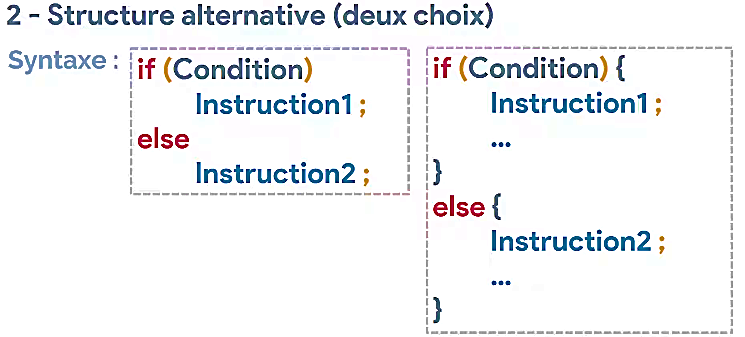 2 - Structure alternative (deux choix)
Syntaxe :
if (Condition)
Instruction1 ;
else
Instruction2 ;
if (Condition) {
Instruction1 ;
...
}
else {
Instruction2 ;
...
}